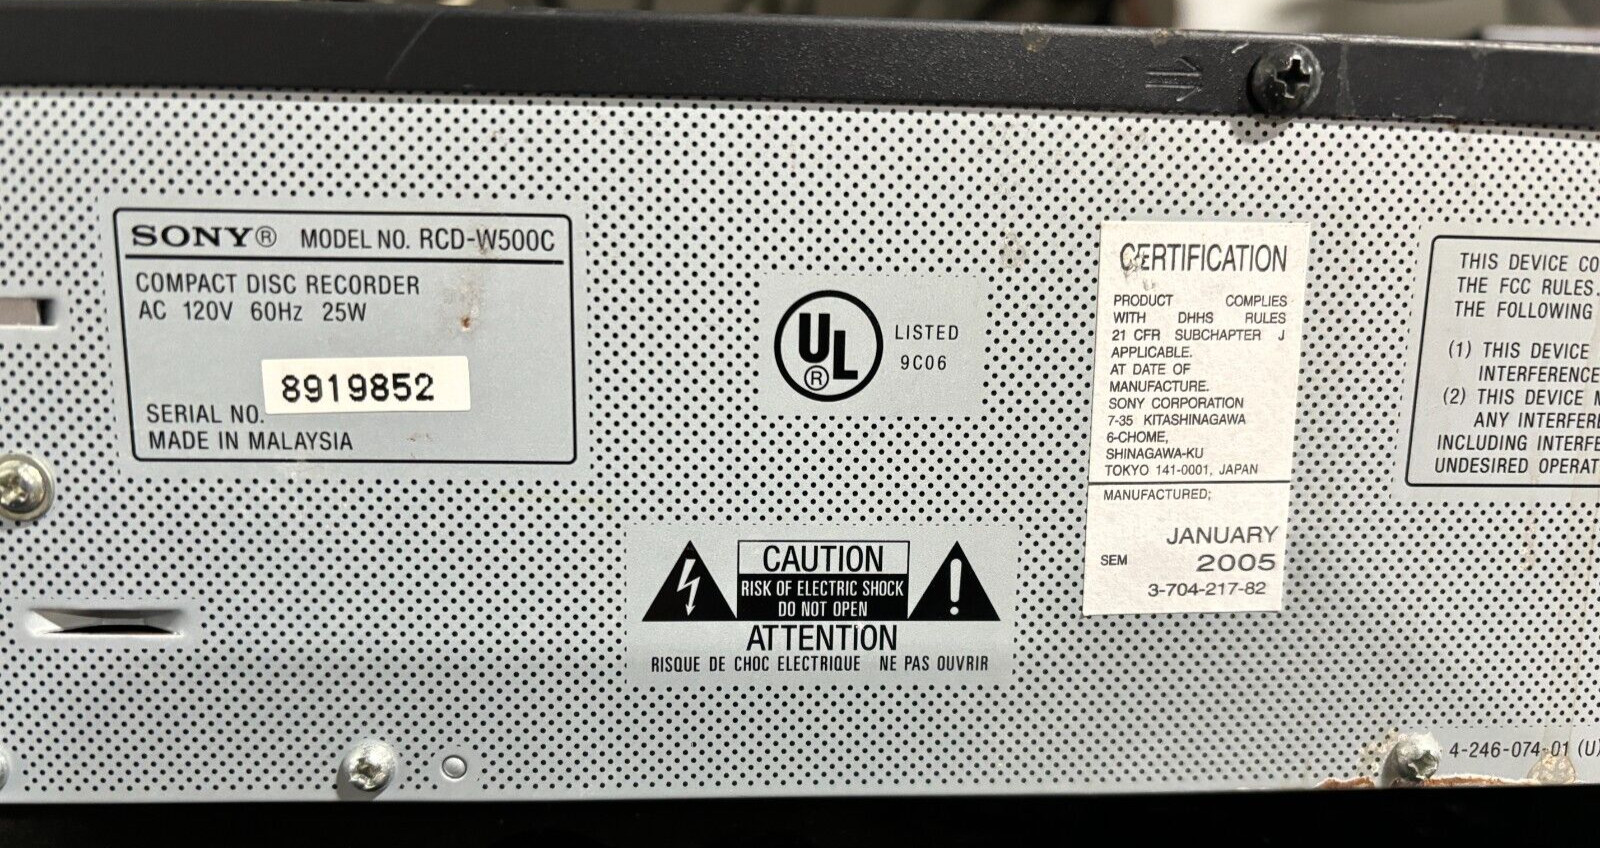 SONY® MODEL NO. RCD-W500C
COMPACT DISC RECORDER
AC 120V 60Hz 25W
8919852
SERIAL NO.
MADE IN MALAYSIA
UL ®
LISTED
9C06
CAUTION
RISK OF ELECTRIC SHOCK
DO NOT OPEN
ATTENTION
RISQUE DE CHOC ELECTRIQUE NE PAS OUVRIR
CERTIFICATION
PRODUCT COMPLIES
WITH DHHS RULES
21 CFR SUBCHAPTER J
APPLICABLE.
AT DATE OF
MANUFACTURE.
SONY CORPORATION
7-35 KITASHINAGAWA
6-CHOME,
SHINAGAWA-KU
TOKYO 141-0001, JAPAN
MANUFACTURED;
JANUARY
SEM 2005
3-704-217-82
THIS DEVICE CO
THE FCC RULES.
THE FOLLOWING
(1) THIS DEVICE
INTERFERENCE
(2) THIS DEVICE M
ANY INTERFER
INCLUDING INTERFE
UNDESIRED OPERAT
4-246-074-01 (U)